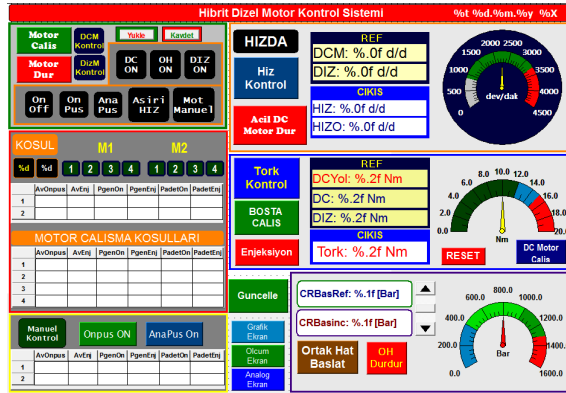 Hibrit Dizel Motor Kontrol Sistemi %t %d.%m.%y %X
Motor
Calis
DCM
Kontrol
Yukle
Kavdet
Motor
Dur
DizM
Kontrol
DC
ON
OH
ON
DIZ
ON
On
Off
On
Pus
Ana
Pus
Asiri
HIZ
Mot
Manuel
HIZDA
Hiz
Kontrol
Acil DC
Motor Dur
REF
DCM: %.0f d/d
DIZ: %.0f d/d
CIKIS
HIZ: %.0f d/d
HIZO: %.0f d/d
0
500
1000
1500
2000
2500
3000
3500
4000
4500
dev/dak
KOSUL
M1
M2
%d
%d
1 2 3 4
1 2 3 4
AvOnpus AvEnj PgenOn PgenEnj PadetOn PadetEnj
1
2
MOTOR CALISMA KOSULLARI
AvOnpus AvEnj PgenOn PgenEnj PadetOn PadetEnj
1
2
3
4
Tork
Kontrol
BOSTA
CALIS
Enjeksiyon
REF
DCYol: %.2f Nm
DC: %.2f Nm
DIZ: %.2f Nm
CIKIS
Tork: %.2f Nm
0.0
2.0
4.0
6.0
8.0
10.0
12.0
14.0
16.0
18.0
20.0
Nm
RESET
DC Motor
Calis
Manuel
Kontrol
Onpus ON
AnaPus On
AvOnpus AvEnj PgenOn PgenEnj PadetOn PadetEnj
1
2
Guncelle
Grafik
Ekran
Olcum
Ekran
Analog
Ekran
CRBasRef: %.1f [Bar]
CRBasinc: %.1f [Bar]
Ortak Hat
Baslat
OH
Durdur
0.0
200.0
400.0
600.0
800.0
1000.0
1200.0
1400.0
1600.0
Bar